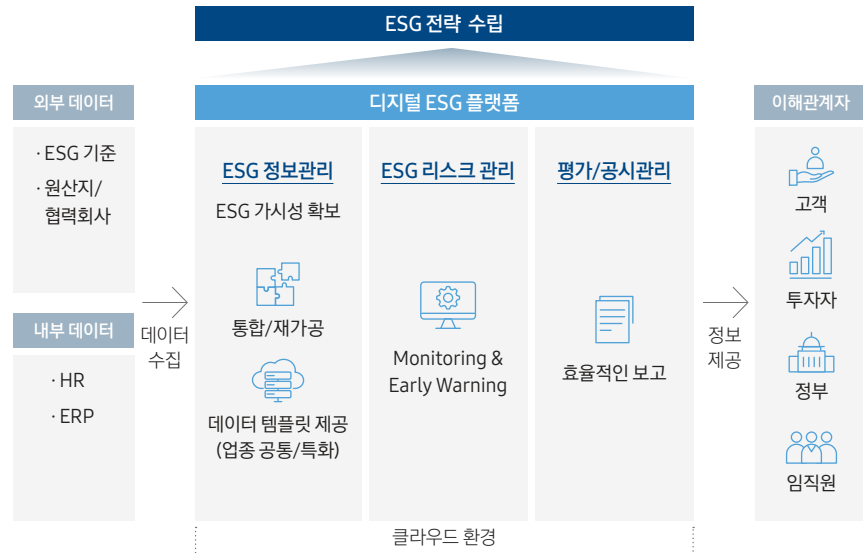 ESG 전략 수립
외부 데이터
· ESG 기준
· 원산지/
협력회사
내부 데이터
· HR
· ERP
데이터
수집
디지털 ESG 플랫폼
ESG 정보관리
ESG 가시성 확보
통합/재가공
데이터 템플릿 제공
(업종 공통/특화)
ESG 리스크 관리
Monitoring &
Early Warning
평가/공시관리
효율적인 보고
클라우드 환경
정보
제공
이해관계자
고객
투자자
정부
임직원